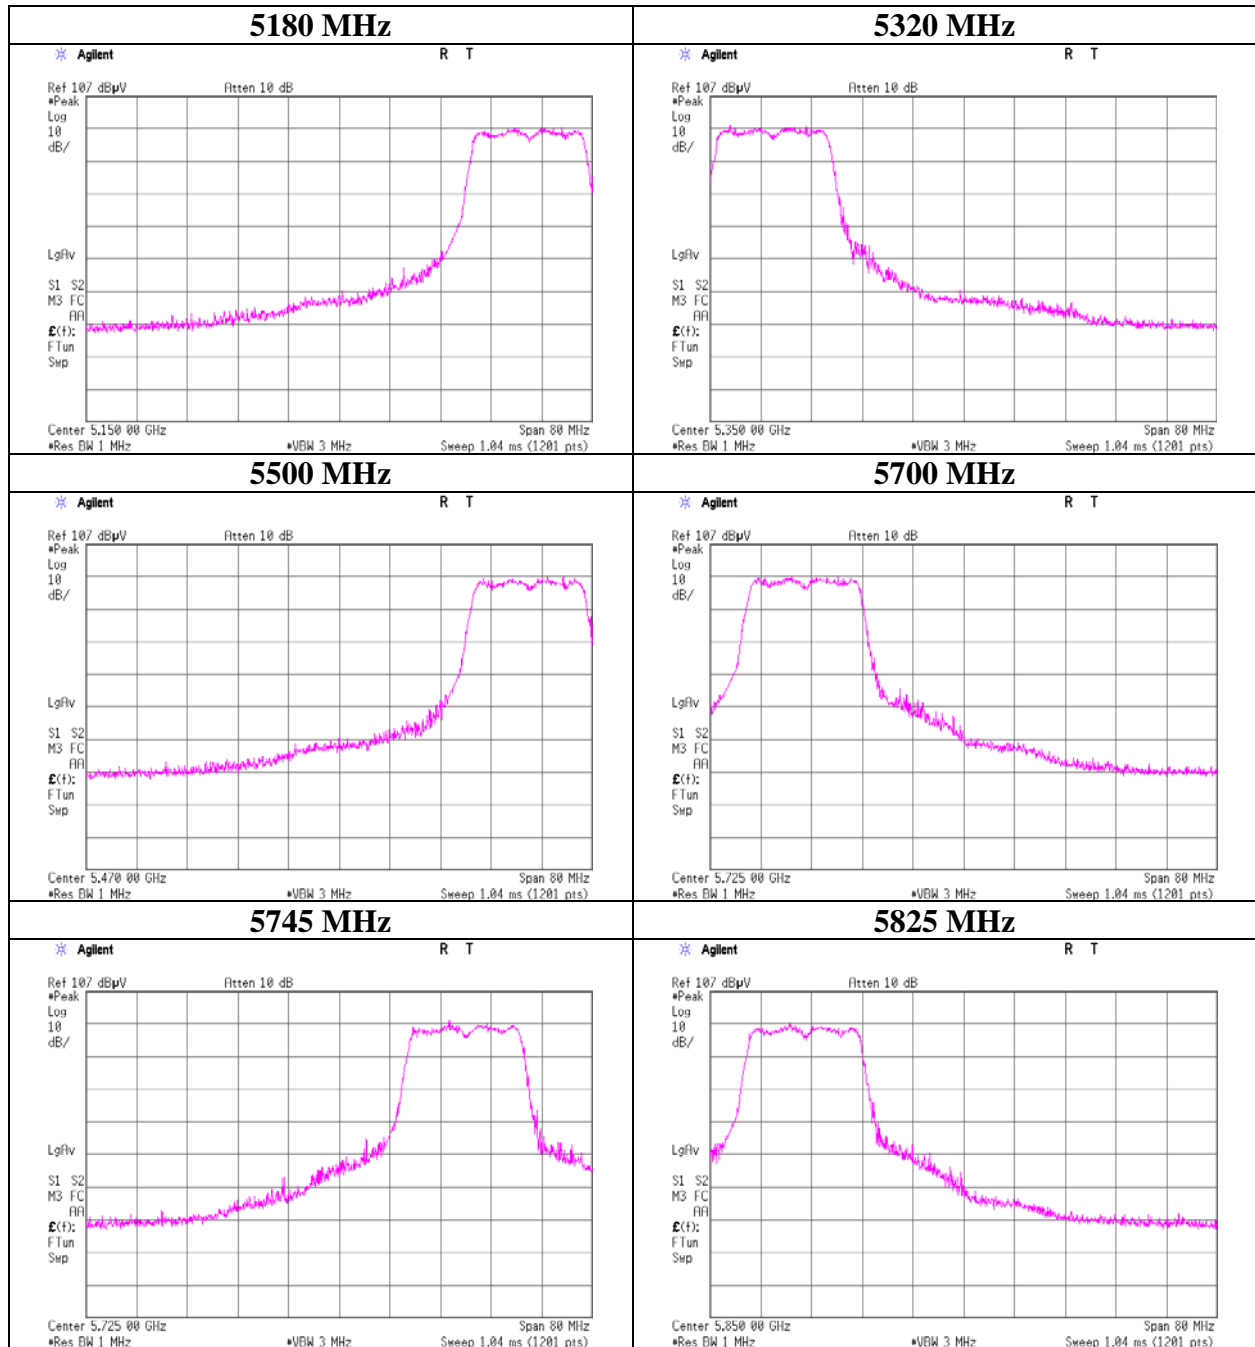 5180 MHz
5320 MHz
Agilent
R T
Ref 107 dBµV
Atten 10 dB
#Peak
Log
10
dB/
LgAv
S1 S2
M3 FC
AA
£(f):
FTun
Swp
Center 5.150 00 GHz
Span 80 MHz
#Res BW 1 MHz
#VBW 3 MHz
Sweep 1.04 ms (1201 pts)
Agilent
R T
Ref 107 dBµV
Atten 10 dB
#Peak
Log
10
dB/
LgAv
S1 S2
M3 FC
AA
£(f):
FTun
Swp
Center 5.350 00 GHz
Span 80 MHz
#Res BW 1 MHz
#VBW 3 MHz
Sweep 1.04 ms (1201 pts)
5500 MHz
5700 MHz
Agilent
R T
Ref 107 dBµV
Atten 10 dB
#Peak
Log
10
dB/
LgAv
S1 S2
M3 FC
AA
£(f):
FTun
Swp
Center 5.470 00 GHz
Span 80 MHz
#Res BW 1 MHz
#VBW 3 MHz
Sweep 1.04 ms (1201 pts)
Agilent
R T
Ref 107 dBµV
Atten 10 dB
#Peak
Log
10
dB/
LgAv
S1 S2
M3 FC
AA
£(f):
FTun
Swp
Center 5.725 00 GHz
Span 80 MHz
#Res BW 1 MHz
#VBW 3 MHz
Sweep 1.04 ms (1201 pts)
5745 MHz
5825 MHz
Agilent
R T
Ref 107 dBµV
Atten 10 dB
#Peak
Log
10
dB/
LgAv
S1 S2
M3 FC
AA
£(f):
FTun
Swp
Center 5.725 00 GHz
Span 80 MHz
#Res BW 1 MHz
#VBW 3 MHz
Sweep 1.04 ms (1201 pts)
Agilent
R T
Ref 107 dBµV
Atten 10 dB
#Peak
Log
10
dB/
LgAv
S1 S2
M3 FC
AA
£(f):
FTun
Swp
Center 5.850 00 GHz
Span 80 MHz
#Res BW 1 MHz
#VBW 3 MHz
Sweep 1.04 ms (1201 pts)